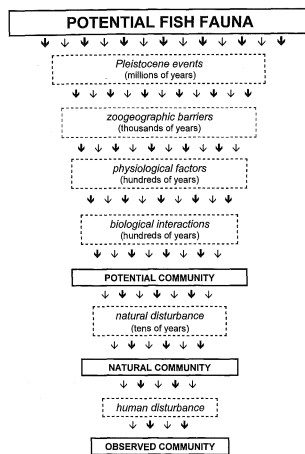 POTENTIAL FISH FAUNA
Pleistocene events
(millions of years)
zoogeographic barriers
(thousands of years)
physiological factors
(hundreds of years)
biological interactions
(hundreds of years)
POTENTIAL COMMUNITY
natural disturbance
(tens of years)
NATURAL COMMUNITY
human disturbance
OBSERVED COMMUNITY